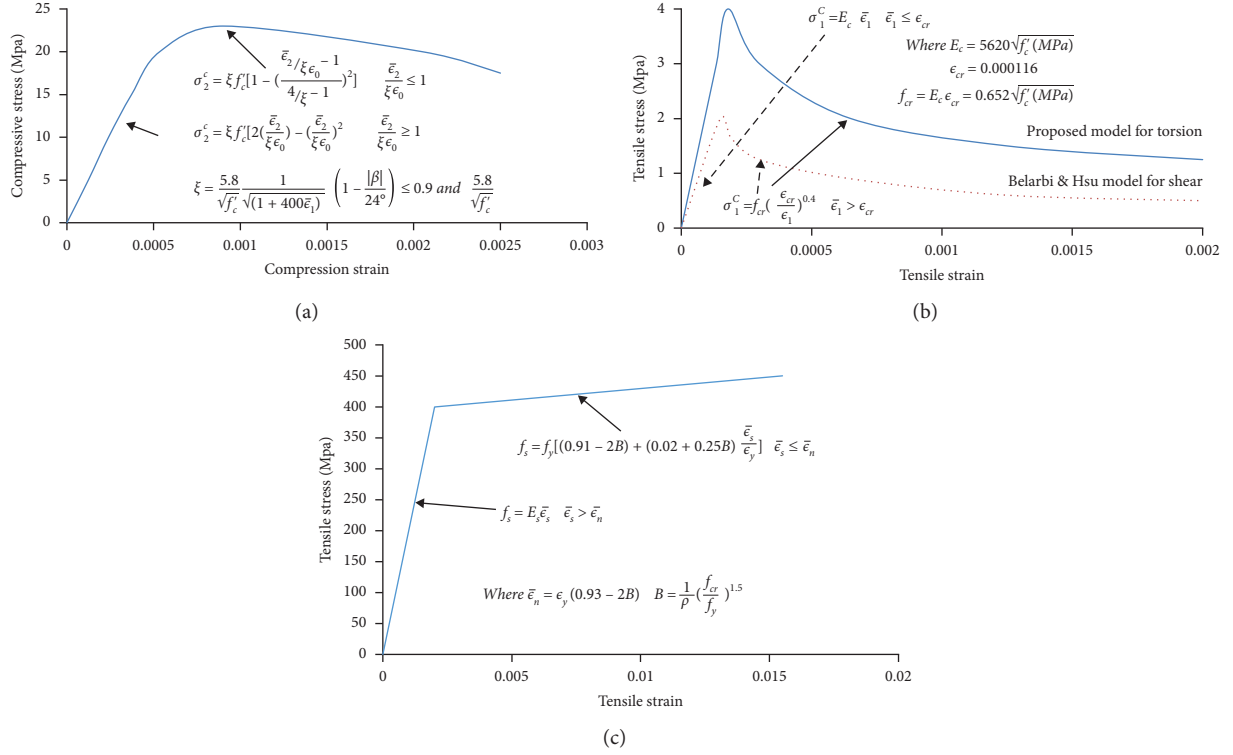 Compressive stress (Mpa)
25
20
15
10
5
0
σ₂ᶜ = ξ f′c[1 − (ϵ̄₂/ξϵ₀ − 1 / 4/ξ − 1)²] ϵ̄₂/ξϵ₀ ≤ 1
σ₂ᶜ = ξ f′c[2(ϵ̄₂/ξϵ₀) − (ϵ̄₂/ξϵ₀)² ϵ̄₂/ξϵ₀ ≥ 1
ξ = 5.8/√f′c 1/√(1 + 400ϵ̄₁) (1 − |β|/24°) ≤ 0.9 and 5.8/√f′c
0 0.0005 0.001 0.0015 0.002 0.0025 0.003
Compression strain
(a)
Tensile stress (Mpa)
4
3
2
1
0
σ₁ᶜ=Ec ϵ̄₁ ϵ̄₁ ≤ ϵcr
Where Ec = 5620√f′c (MPa)
ϵcr = 0.000116
fcr = Ec ϵcr = 0.652√f′c (MPa)
Proposed model for torsion
Belarbi & Hsu model for shear
σ₁ᶜ=fcr(ϵcr/ϵ₁)⁰·⁴ ϵ̄₁ > ϵcr
0 0.0005 0.001 0.0015 0.002
Tensile strain
(b)
Tensile stress (Mpa)
500
450
400
350
300
250
200
150
100
50
0
fs = fy[(0.91 − 2B) + (0.02 + 0.25B) ϵ̄s/ϵy] ϵ̄s ≤ ϵ̄n
fs = Esϵ̄s ϵ̄s > ϵ̄n
Where ϵ̄n = ϵy (0.93 − 2B) B = 1/ρ(fcr/fy)¹·⁵
0 0.005 0.01 0.015 0.02
Tensile strain
(c)